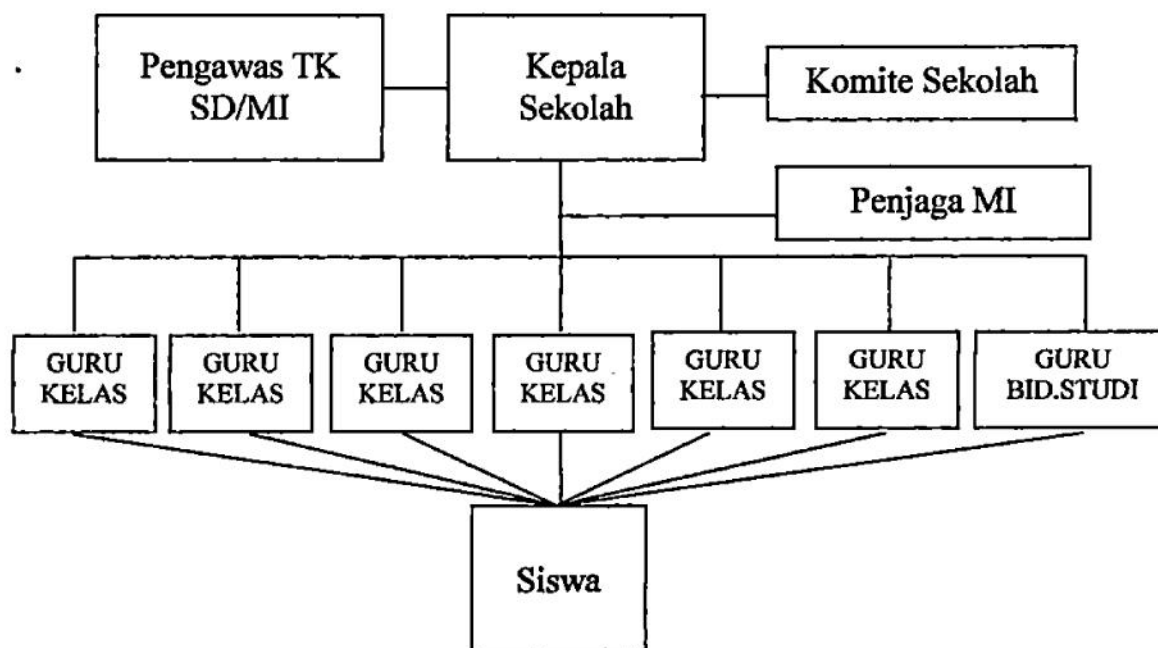 Pengawas TK
SD/MI
Kepala
Sekolah
Komite Sekolah
Penjaga MI
GURU
KELAS
GURU
KELAS
GURU
KELAS
GURU
KELAS
GURU
KELAS
GURU
KELAS
GURU
BID.STUDI
Siswa